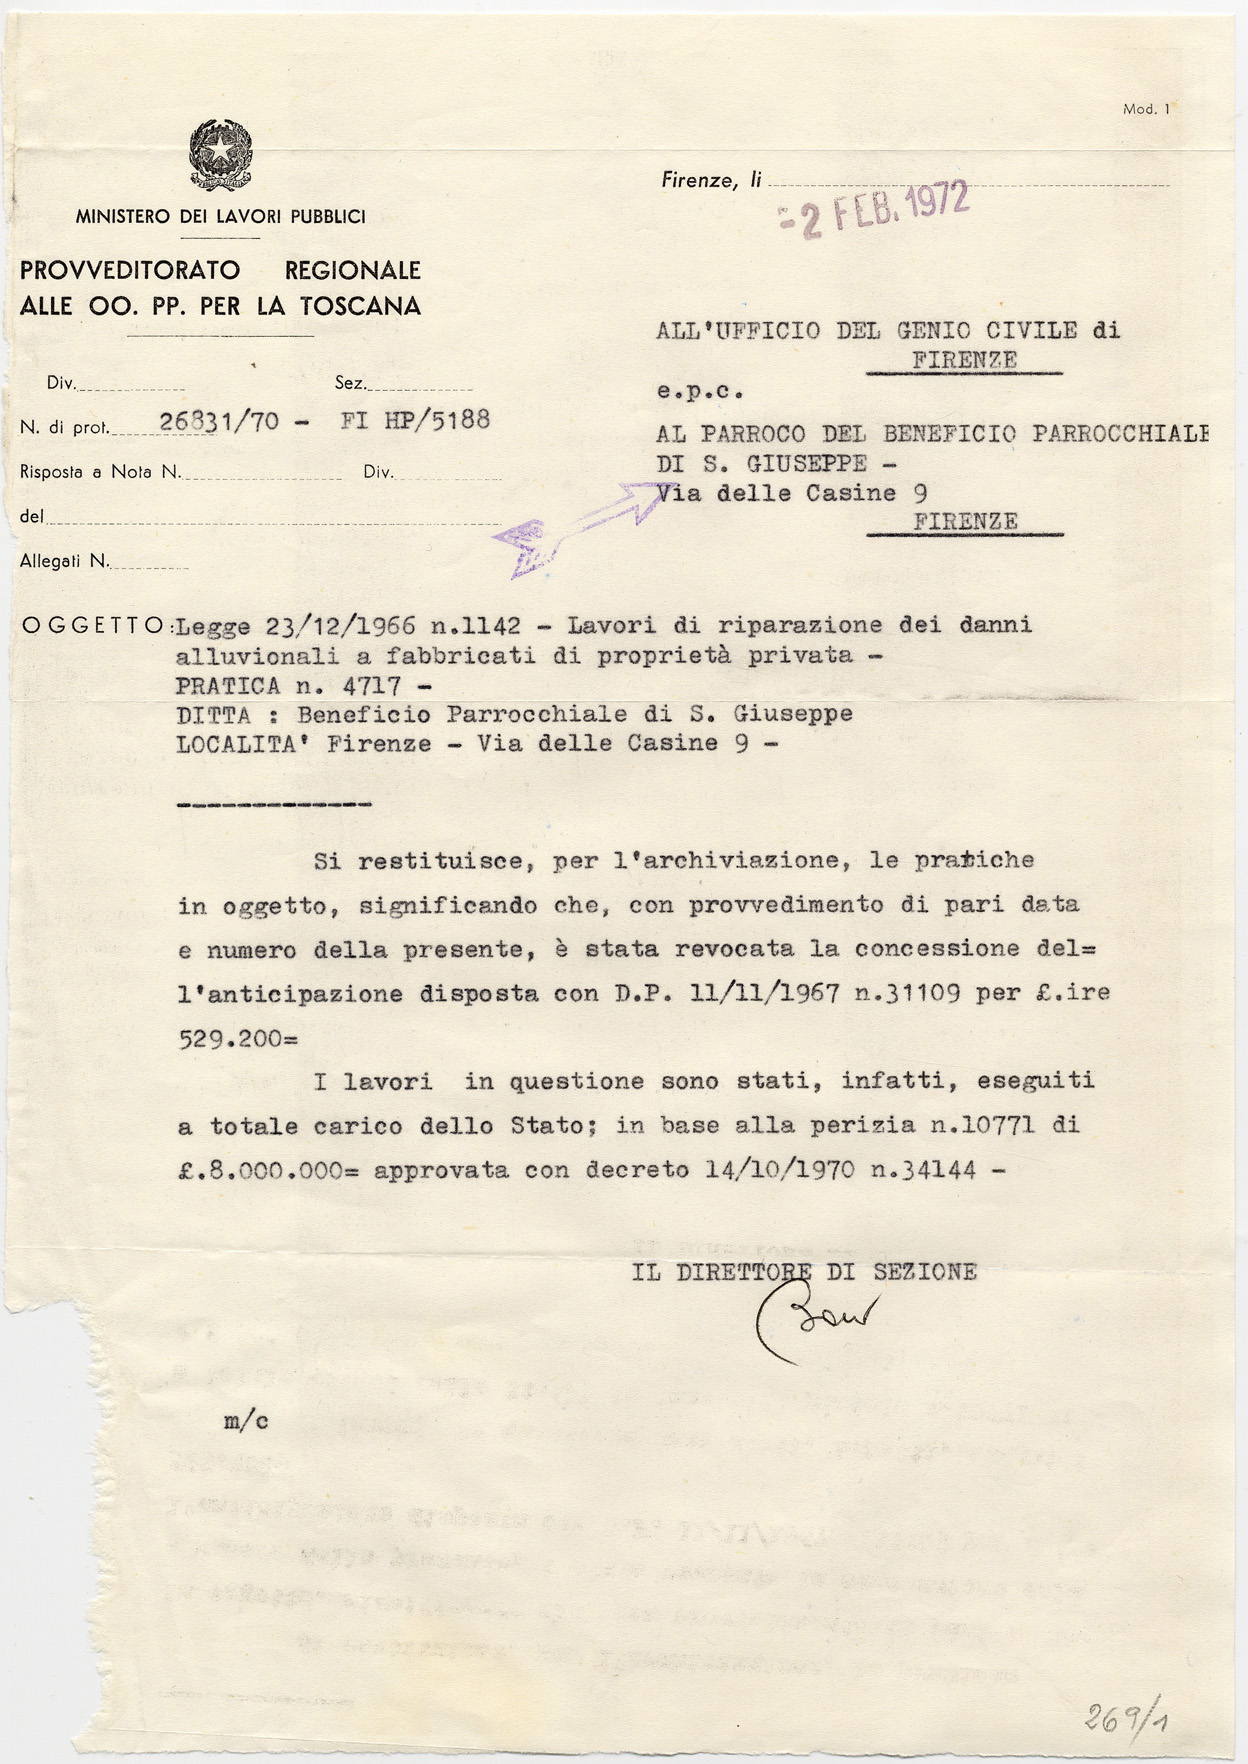 Mod. 1
MINISTERO DEI LAVORI PUBBLICI
PROVVEDITORATO REGIONALE
ALLE OO. PP. PER LA TOSCANA
Firenze, li
-2 FEB. 1972
Div. Sez.
N. di prot. 26831/70 - FI HP/5188
Risposta a Nota N. Div.
del
Allegati N.
ALL'UFFICIO DEL GENIO CIVILE di
FIRENZE
e.p.c.
AL PARROCO DEL BENEFICIO PARROCCHIALE
DI S. GIUSEPPE -
Via delle Casine 9
FIRENZE
OGGETTO: Legge 23/12/1966 n.1142 - Lavori di riparazione dei danni
alluvionali a fabbricati di proprietà privata -
PRATICA n. 4717 -
DITTA : Beneficio Parrocchiale di S. Giuseppe
LOCALITA' Firenze - Via delle Casine 9 -
-------------
Si restituisce, per l'archiviazione, le pratiche
in oggetto, significando che, con provvedimento di pari data
e numero della presente, è stata revocata la concessione del=
l'anticipazione disposta con D.P. 11/11/1967 n.31109 per £.ire
529.200=
I lavori in questione sono stati, infatti, eseguiti
a totale carico dello Stato; in base alla perizia n.10771 di
£.8.000.000= approvata con decreto 14/10/1970 n.34144 -
IL DIRETTORE DI SEZIONE
m/c
269/1